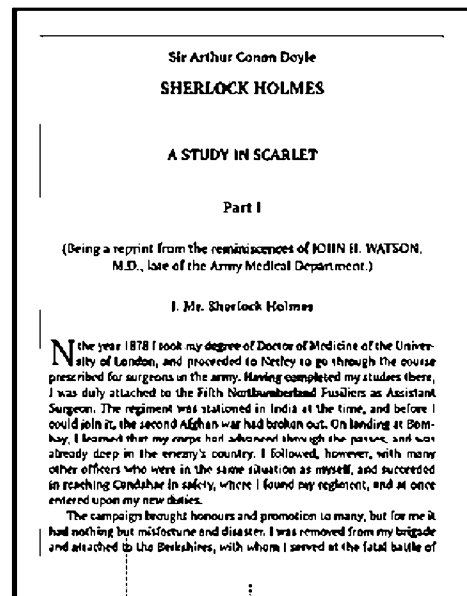 Sir Arthur Conan Doyle
SHERLOCK HOLMES
A STUDY IN SCARLET
Part I
(Being a reprint from the reminiscences of JOHN H. WATSON,
M.D., late of the Army Medical Department.)
I. Mr. Sherlock Holmes
N the year 1878 I took my degree of Doctor of Medicine of the Univer-
sity of London, and proceeded to Netley to go through the course
prescribed for surgeons in the army. Having completed my studies there,
I was duly attached to the Fifth Northumberland Fusiliers as Assistant
Surgeon. The regiment was stationed in India at the time, and before I
could join it, the second Afghan war had broken out. On landing at Bom-
bay, I learned that my corps had advanced through the passes, and was
already deep in the enemy's country. I followed, however, with many
other officers who were in the same situation as myself, and succeeded
in reaching Candahar in safety, where I found my regiment, and at once
entered upon my new duties.
The campaign brought honours and promotion to many, but for me it
had nothing but misfortune and disaster. I was removed from my brigade
and attached to the Berkshires, with whom I served at the fatal battle of